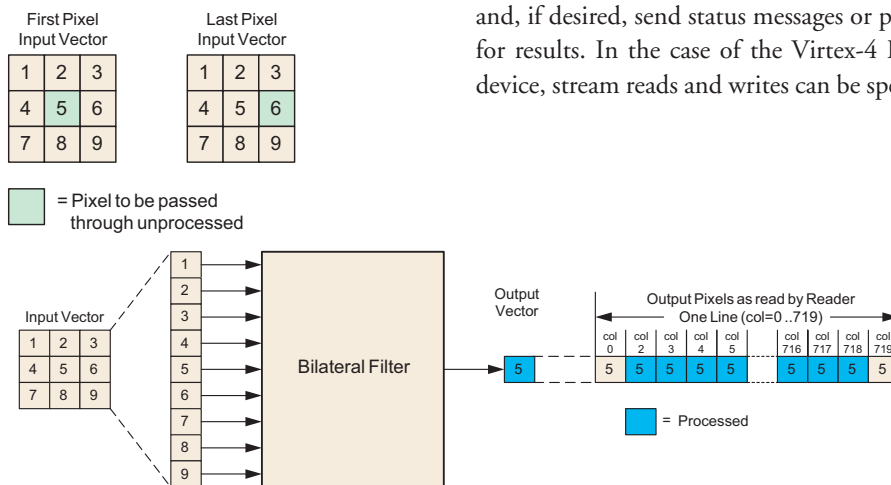 First Pixel
Input Vector
1 2 3
4 5 6
7 8 9
Last Pixel
Input Vector
1 2 3
4 5 6
7 8 9
and, if desired, send status messages or p
for results. In the case of the Virtex-4
device, stream reads and writes can be spe
= Pixel to be passed
through unprocessed
Input Vector
1 2 3
4 5 6
7 8 9
1
2
3
4
5
6
7
8
9
Bilateral Filter
Output
Vector
5
Output Pixels as read by Reader
One Line (col=0 ..719)
col 0
col 2
col 3
col 4
col 5
col 716
col 717
col 718
col 719
5 5 5 5 5 5 5 5 5
= Processed